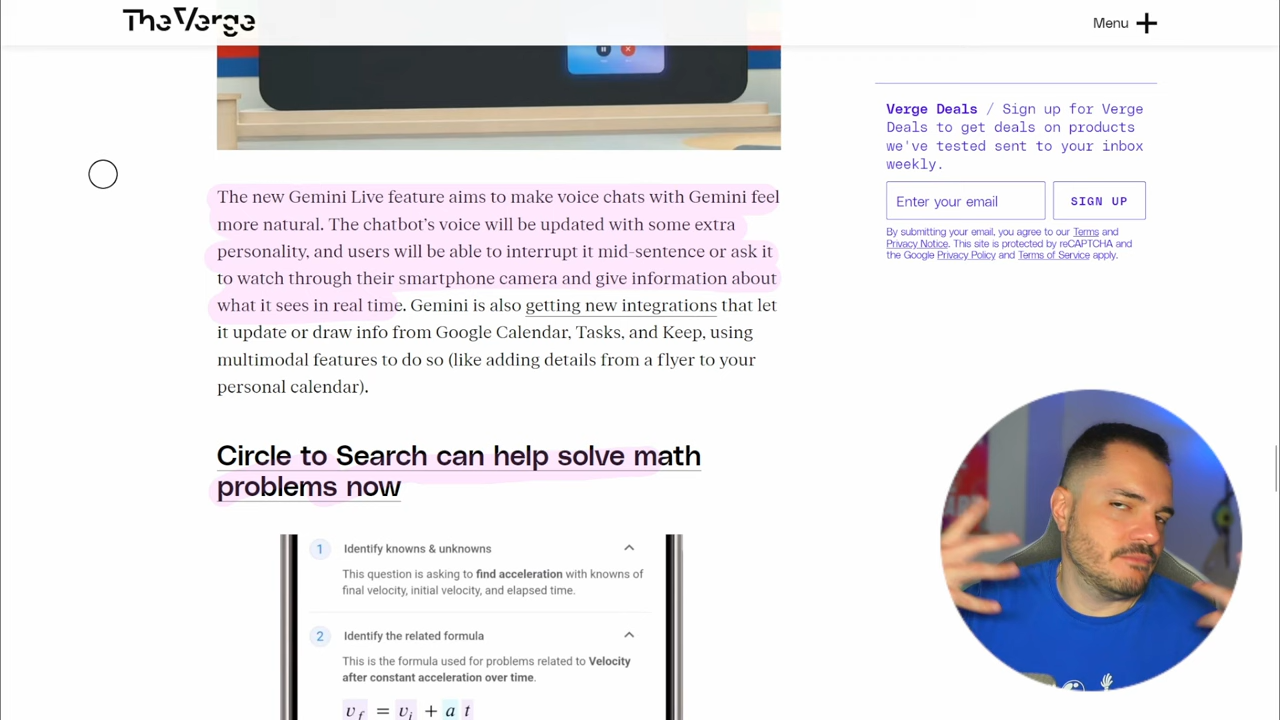 The Verge
Menu
The new Gemini Live feature aims to make voice chats with Gemini feel
more natural. The chatbot's voice will be updated with some extra
personality, and users will be able to interrupt it mid-sentence or ask it
to watch through their smartphone camera and give information about
what it sees in real time. Gemini is also getting new integrations that let
it update or draw info from Google Calendar, Tasks, and Keep, using
multimodal features to do so (like adding details from a flyer to your
personal calendar).
Circle to Search can help solve math
problems now
1 Identify knowns & unknowns
This question is asking to find acceleration with knowns of
final velocity, initial velocity, and elapsed time.
2 Identify the related formula
This is the formula used for problems related to Velocity
after constant acceleration over time.
v_f = v_i + a t
Verge Deals / Sign up for Verge
Deals to get deals on products
we've tested sent to your inbox
weekly.
Enter your email
SIGN UP
By submitting your email, you agree to our Terms and
Privacy Notice. This site is protected by reCAPTCHA and
the Google Privacy Policy and Terms of Service apply.